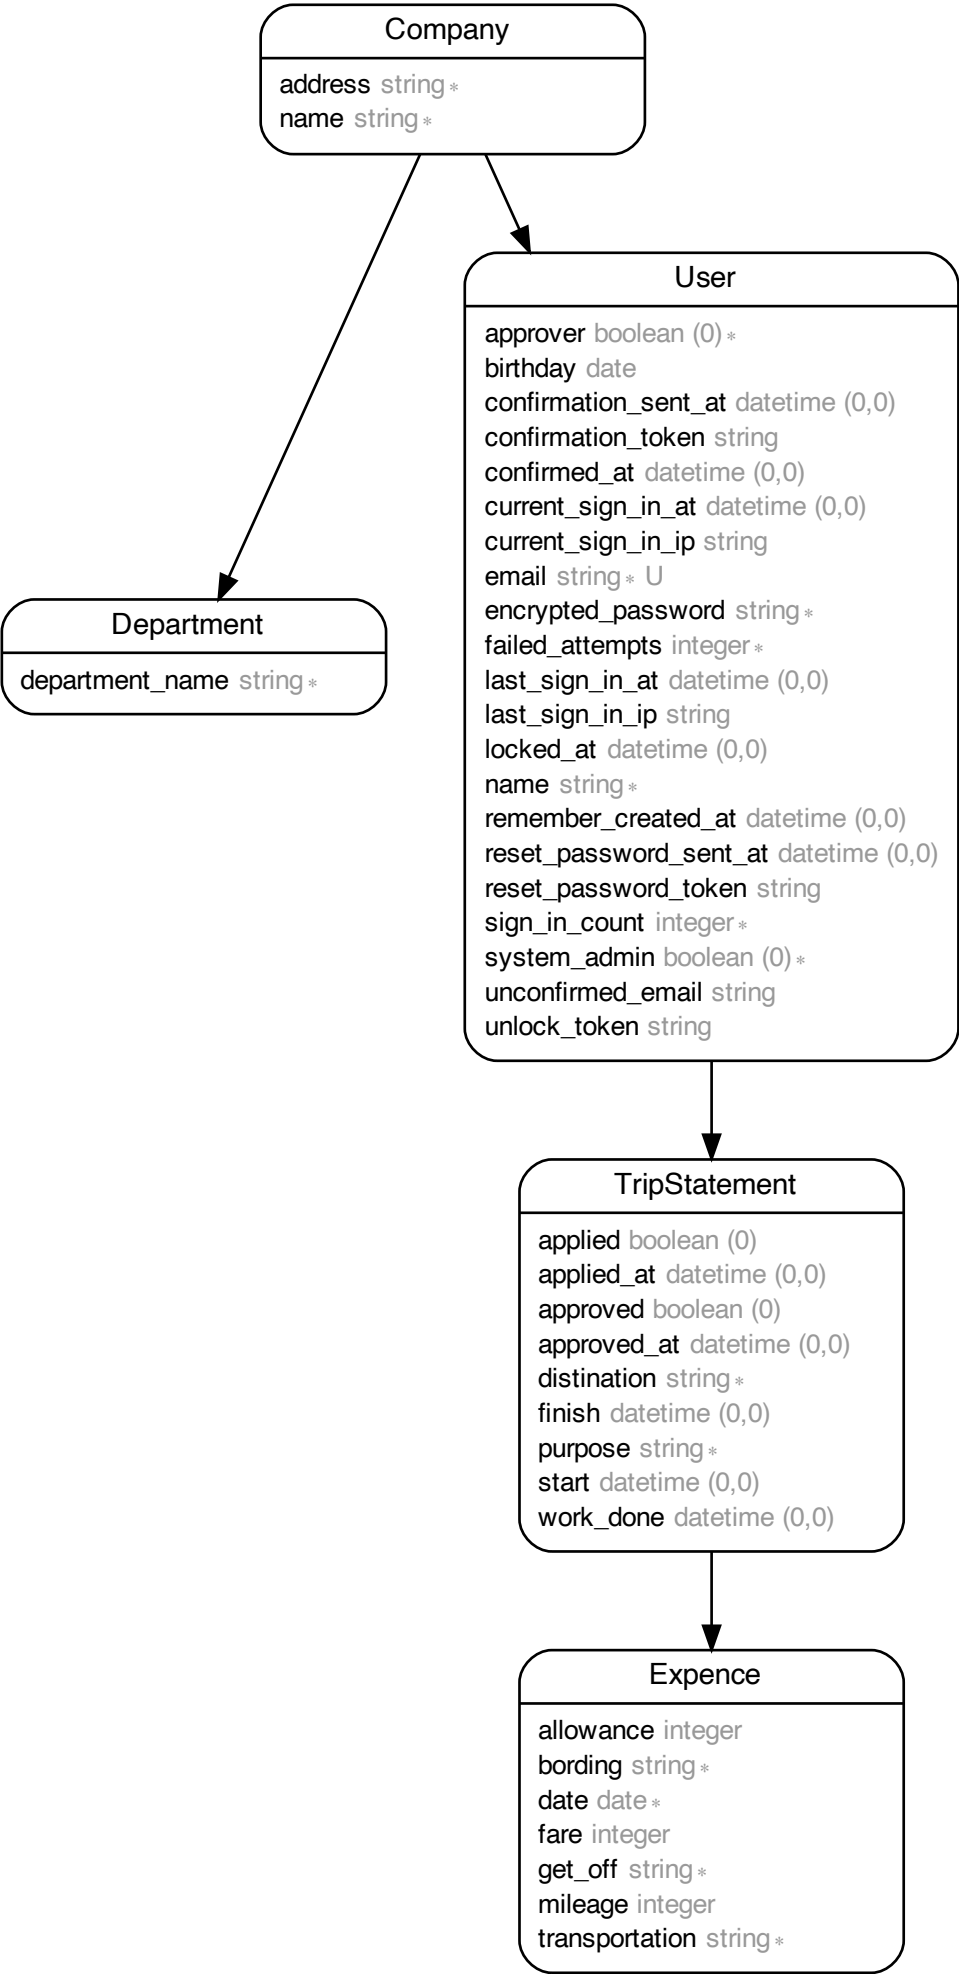 Company
address string *
name string *
User
approver boolean (0) *
birthday date
confirmation_sent_at datetime (0,0)
confirmation_token string
confirmed_at datetime (0,0)
current_sign_in_at datetime (0,0)
current_sign_in_ip string
email string * U
encrypted_password string *
failed_attempts integer *
last_sign_in_at datetime (0,0)
last_sign_in_ip string
locked_at datetime (0,0)
name string *
remember_created_at datetime (0,0)
reset_password_sent_at datetime (0,0)
reset_password_token string
sign_in_count integer *
system_admin boolean (0) *
unconfirmed_email string
unlock_token string
Department
department_name string *
TripStatement
applied boolean (0)
applied_at datetime (0,0)
approved boolean (0)
approved_at datetime (0,0)
distination string *
finish datetime (0,0)
purpose string *
start datetime (0,0)
work_done datetime (0,0)
Expence
allowance integer
bording string *
date date *
fare integer
get_off string *
mileage integer
transportation string *